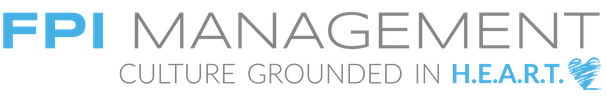 FPI MANAGEMENT
CULTURE GROUNDED IN H.E.A.R.T.